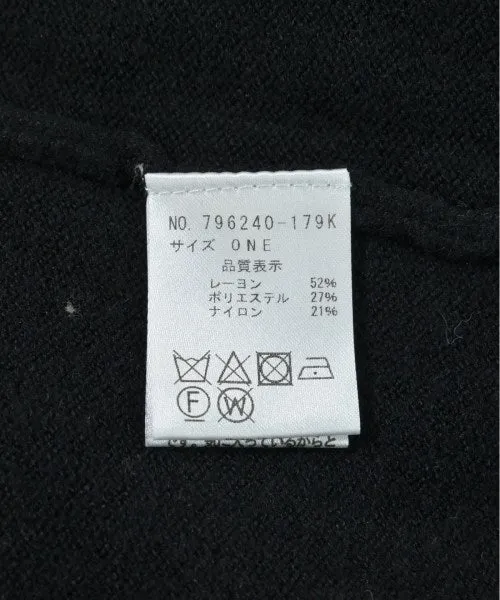 NO. 796240-179K
サイズ ONE
品質表示
レーヨン 52%
ポリエステル 27%
ナイロン 21%
F W